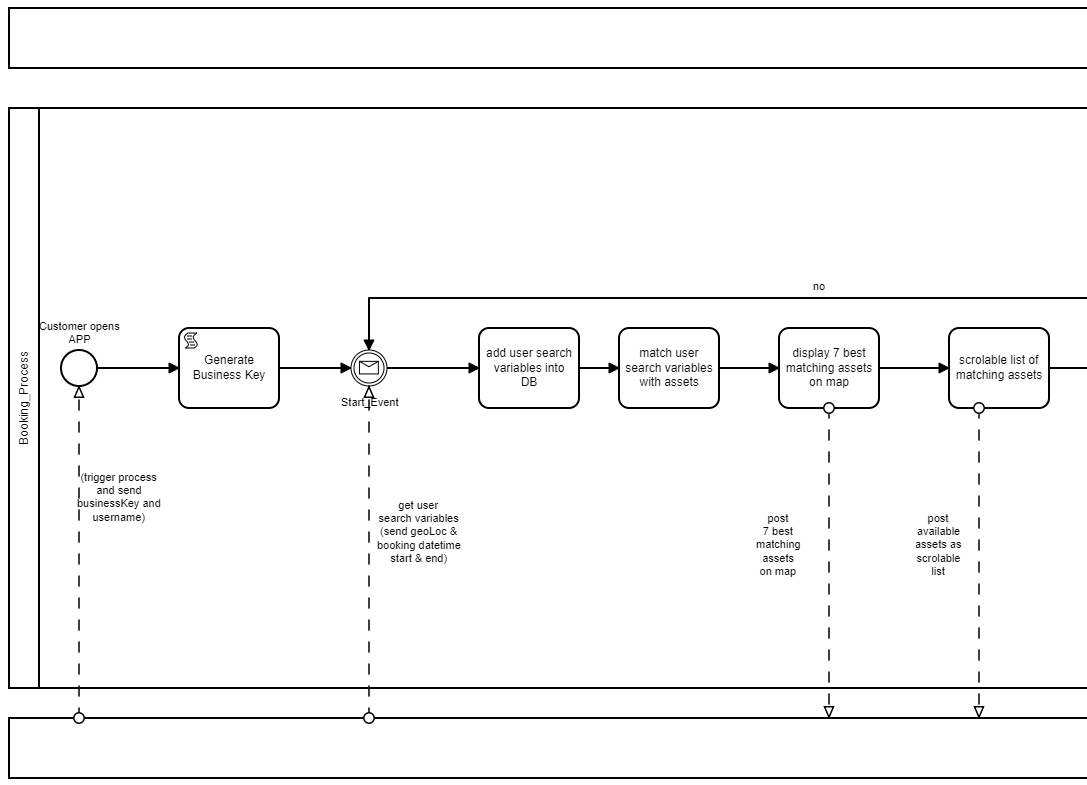 no
Customer opens
APP
Booking_Process
Generate
Business Key
Start_Event
add user search
variables into
DB
match user
search variables
with assets
display 7 best
matching assets
on map
scrolable list of
matching assets
(trigger process
and send
businessKey and
username)
get user
search variables
(send geoLoc &
booking datetime
start & end)
post
7 best
matching
assets
on map
post
available
assets as
scrolable
list